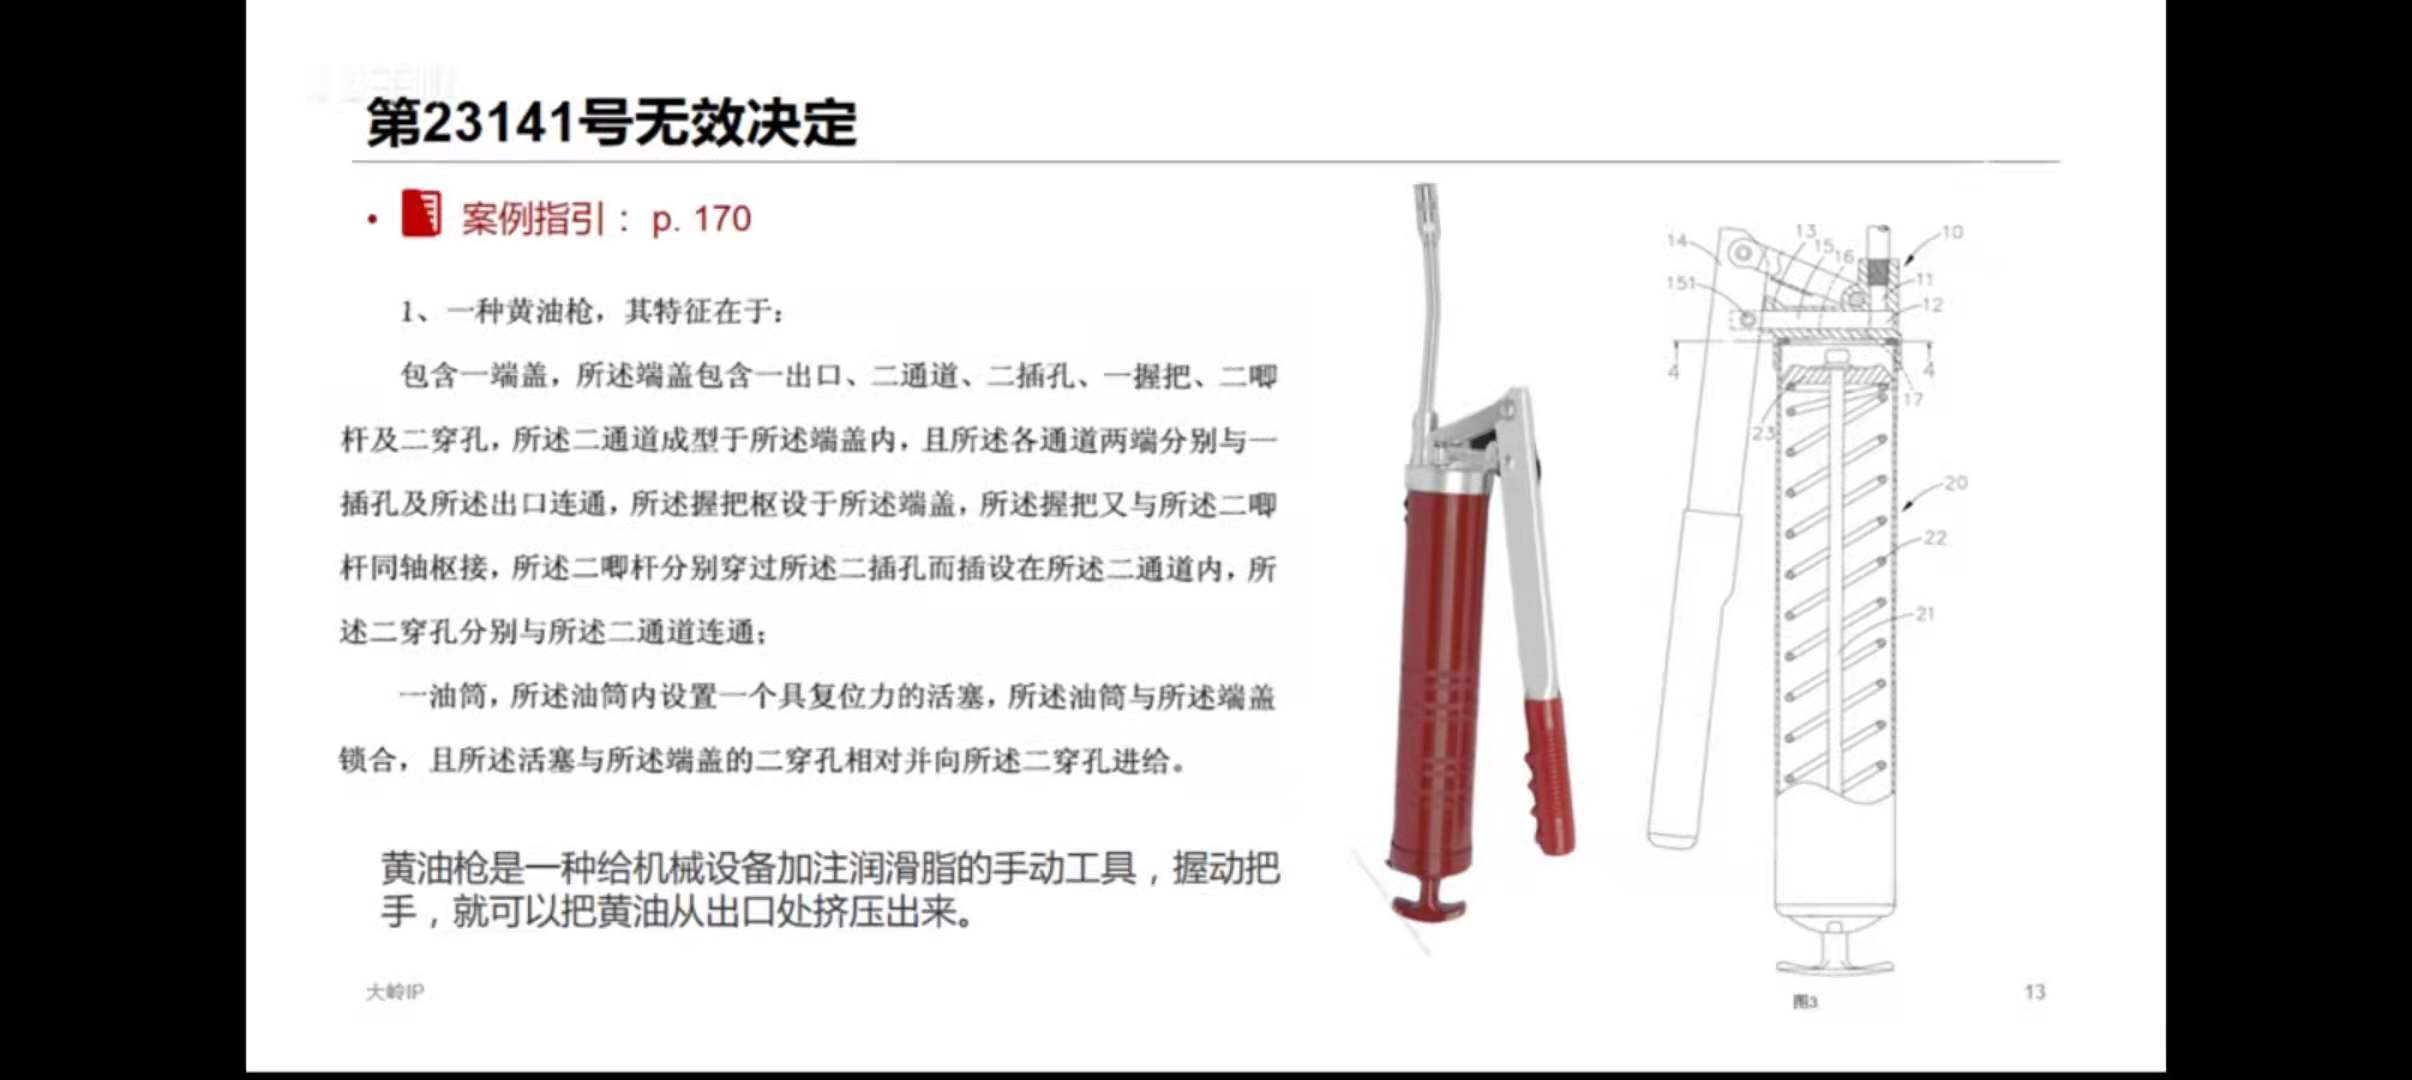 第23141号无效决定
• 案例指引： p. 170
1、一种黄油枪，其特征在于：
包含一端盖，所述端盖包含一出口、二通道、二插孔、一握把、二唧
杆及二穿孔，所述二通道成型于所述端盖内，且所述各通道两端分别与一
插孔及所述出口连通，所述握把枢设于所述端盖，所述握把又与所述二唧
杆同轴枢接，所述二唧杆分别穿过所述二插孔而插设在所述二通道内，所
述二穿孔分别与所述二通道连通；
一油筒，所述油筒内设置一个具复位力的活塞，所述油筒与所述端盖
锁合，且所述活塞与所述端盖的二穿孔相对并向所述二穿孔进给。
黄油枪是一种给机械设备加注润滑脂的手动工具，握动把
手，就可以把黄油从出口处挤压出来。
14
13
15
16
10
151
11
12
4
4
17
23
20
22
21
图3
大岭IP
13